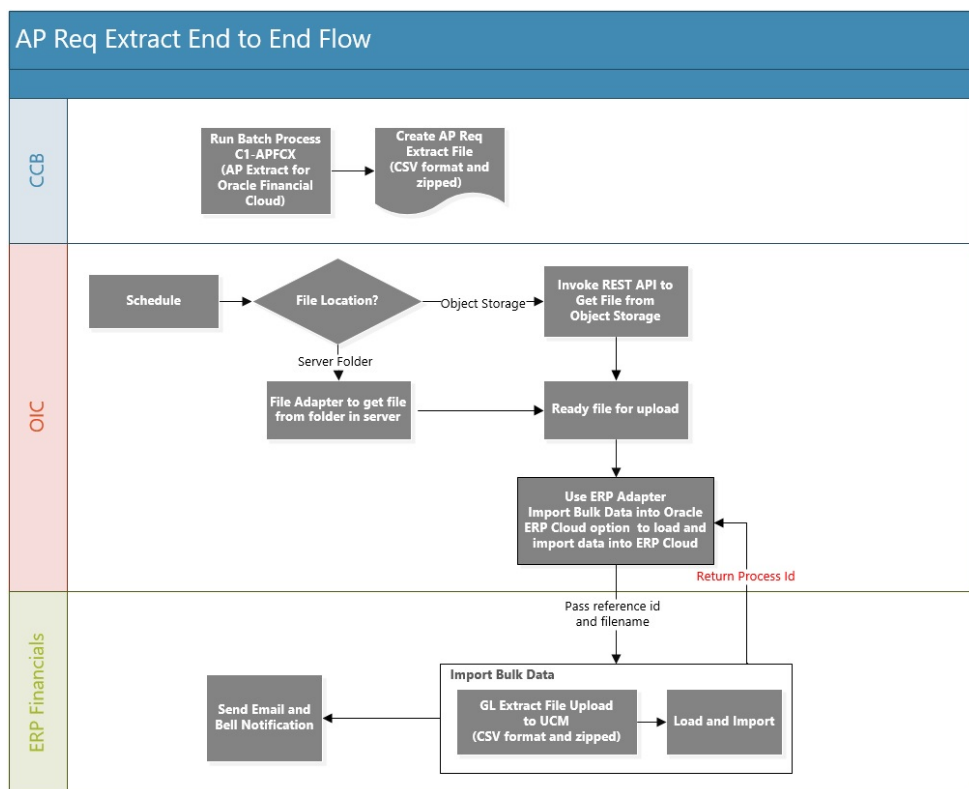 AP Req Extract End to End Flow
CCB
Run Batch Process
C1-APFCX
(AP Extract for
Oracle Financial
Cloud)
Create AP Req
Extract File
(CSV format and
zipped)
OIC
Schedule
File Location?
Object Storage
Invoke REST API to
Get File from
Object Storage
Server Folder
File Adapter to get file
from folder in server
Ready file for upload
Use ERP Adapter
Import Bulk Data into Oracle
ERP Cloud option to load and
import data into ERP Cloud
Return Process Id
Pass reference id
and filename
ERP Financials
Import Bulk Data
Send Email and
Bell Notification
GL Extract File Upload
to UCM
(CSV format and zipped)
Load and Import